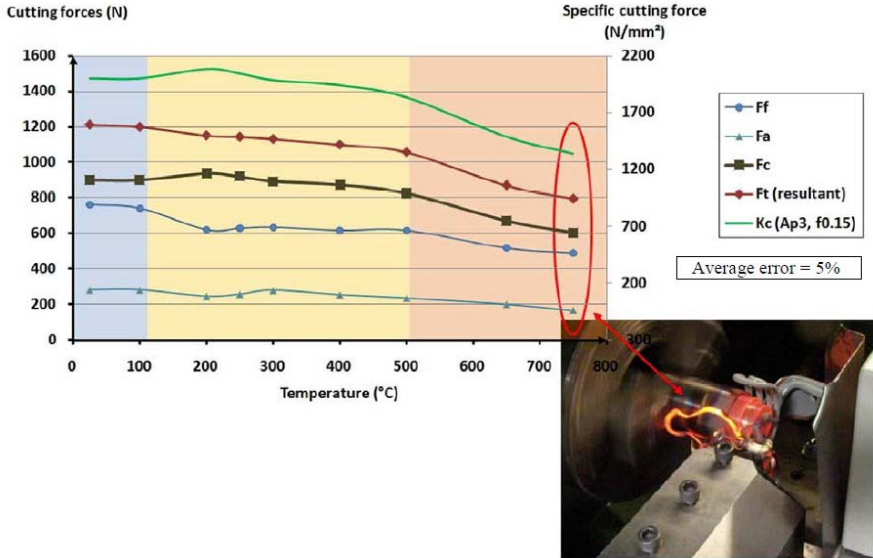 Cutting forces (N)
Specific cutting force
(N/mm²)
1600
1400
1200
1000
800
600
400
200
0
2200
1700
1200
700
200
-300
0
100
200
300
400
500
600
700
800
Temperature (°C)
Ff
Fa
Fc
Ft (resultant)
Kc (Ap3, f0.15)
Average error = 5%